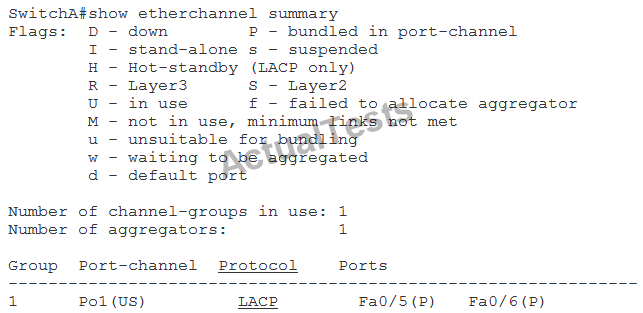 SwitchA#show etherchannel summary
Flags:  D - down        P - bundled in port-channel
        I - stand-alone s - suspended
        H - Hot-standby (LACP only)
        R - Layer3      S - Layer2
        U - in use      f - failed to allocate aggregator
        M - not in use, minimum links not met
        u - unsuitable for bundling
        w - waiting to be aggregated
        d - default port
ActualTests
Number of channel-groups in use: 1
Number of aggregators:           1
Group  Port-channel  Protocol    Ports
----------------------------------------------------------------
1      Po1(US)         LACP        Fa0/5(P)   Fa0/6(P)